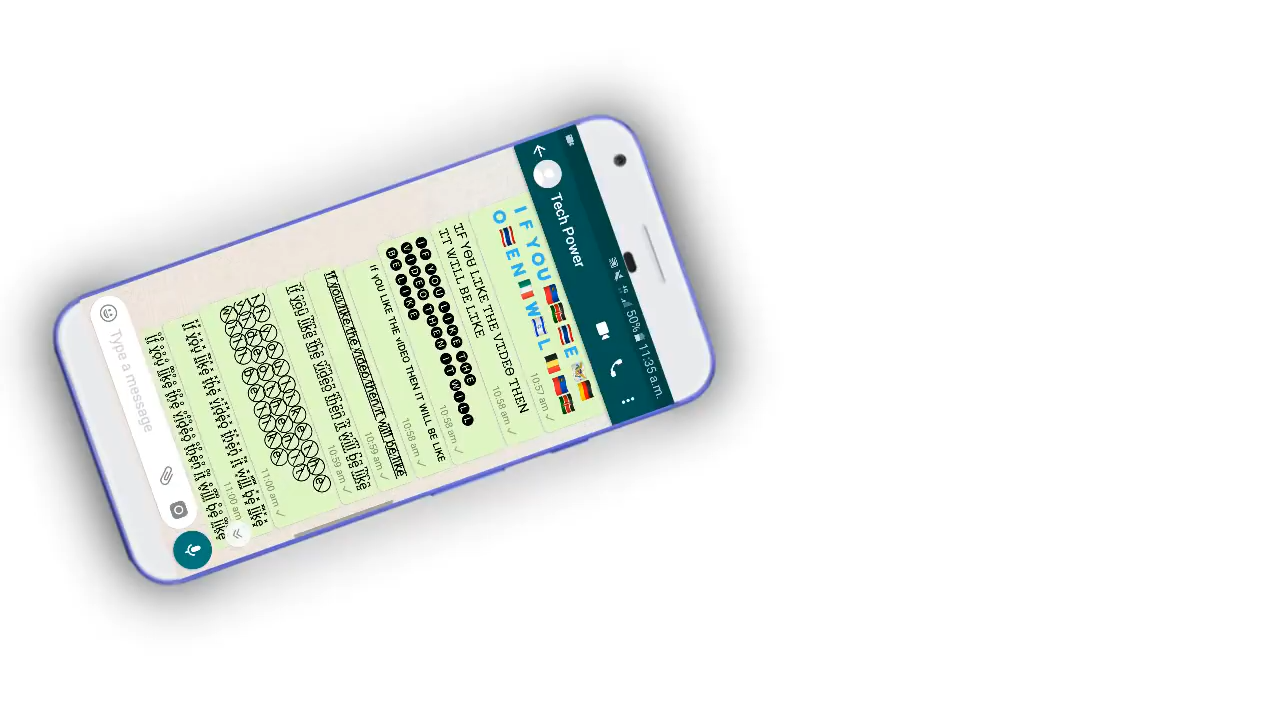 50% 11:35 a.m.
Tech Power
I F Y O U
O E N W L
10:57 am
IF YOU LIKE THE VIDEO THEN
IT WILL BE LIKE
10:58 am
IF YOU LIKE THE
VIDEO THEN IT WILL
BE LIKE
10:58 am
IF YOU LIKE THE VIDEO THEN IT WILL BE LIKE
10:58 am
If you like the video then it will be like
10:59 am
If you like the video then it will be like
10:59 am
11:00 am
If you like the video then it will be like
11:00 am
If you like the video then it will be like
Type a message